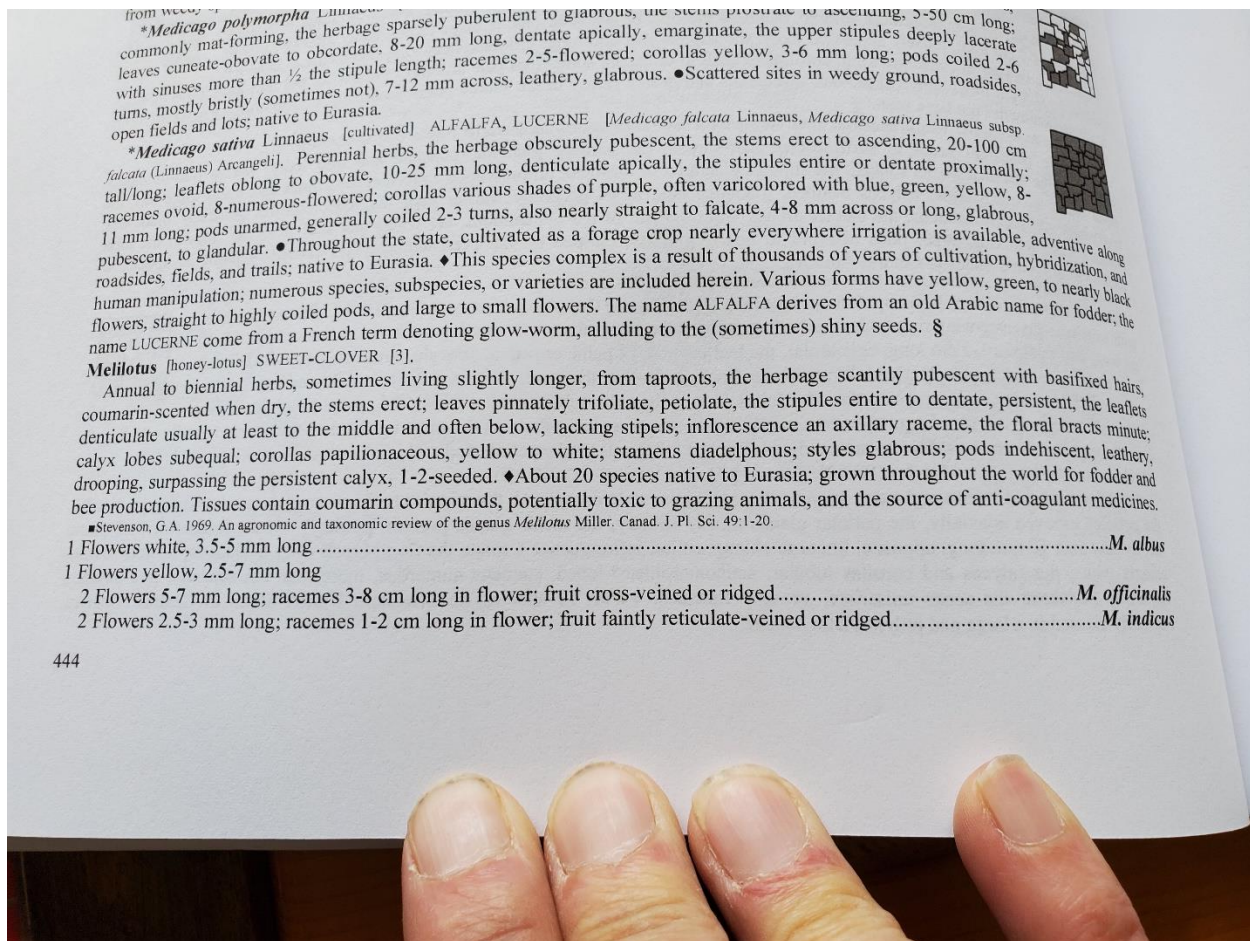 from weedy
*Medicago polymorpha Linnaeus
commonly mat-forming, the herbage sparsely puberulent to glabrous, the stems prostrate to ascending, 5-50 cm long;
leaves cuneate-obovate to obcordate, 8-20 mm long, dentate apically, emarginate, the upper stipules deeply lacerate
with sinuses more than ½ the stipule length; racemes 2-5-flowered; corollas yellow, 3-6 mm long; pods coiled 2-6
turns, mostly bristly (sometimes not), 7-12 mm across, leathery, glabrous. ●Scattered sites in weedy ground, roadsides,
open fields and lots; native to Eurasia.
*Medicago sativa Linnaeus [cultivated] ALFALFA, LUCERNE [Medicago falcata Linnaeus, Medicago sativa Linnaeus subsp.
falcata (Linnaeus) Arcangeli]. Perennial herbs, the herbage obscurely pubescent, the stems erect to ascending, 20-100 cm
tall/long; leaflets oblong to obovate, 10-25 mm long, denticulate apically, the stipules entire or dentate proximally;
racemes ovoid, 8-numerous-flowered; corollas various shades of purple, often varicolored with blue, green, yellow, 8-
11 mm long; pods unarmed, generally coiled 2-3 turns, also nearly straight to falcate, 4-8 mm across or long, glabrous,
pubescent, to glandular. ●Throughout the state, cultivated as a forage crop nearly everywhere irrigation is available, adventive along
roadsides, fields, and trails; native to Eurasia. ♦This species complex is a result of thousands of years of cultivation, hybridization, and
human manipulation; numerous species, subspecies, or varieties are included herein. Various forms have yellow, green, to nearly black
flowers, straight to highly coiled pods, and large to small flowers. The name ALFALFA derives from an old Arabic name for fodder; the
name LUCERNE come from a French term denoting glow-worm, alluding to the (sometimes) shiny seeds. §
Melilotus [honey-lotus] SWEET-CLOVER [3].
Annual to biennial herbs, sometimes living slightly longer, from taproots, the herbage scantily pubescent with basifixed hairs,
coumarin-scented when dry, the stems erect; leaves pinnately trifoliate, petiolate, the stipules entire to dentate, persistent, the leaflets
denticulate usually at least to the middle and often below, lacking stipels; inflorescence an axillary raceme, the floral bracts minute;
calyx lobes subequal; corollas papilionaceous, yellow to white; stamens diadelphous; styles glabrous; pods indehiscent, leathery,
drooping, surpassing the persistent calyx, 1-2-seeded. ♦About 20 species native to Eurasia; grown throughout the world for fodder and
bee production. Tissues contain coumarin compounds, potentially toxic to grazing animals, and the source of anti-coagulant medicines.
■Stevenson, G.A. 1969. An agronomic and taxonomic review of the genus Melilotus Miller. Canad. J. Pl. Sci. 49:1-20.
1 Flowers white, 3.5-5 mm long ........ M. albus
1 Flowers yellow, 2.5-7 mm long
2 Flowers 5-7 mm long; racemes 3-8 cm long in flower; fruit cross-veined or ridged ........ M. officinalis
2 Flowers 2.5-3 mm long; racemes 1-2 cm long in flower; fruit faintly reticulate-veined or ridged ........ M. indicus
444